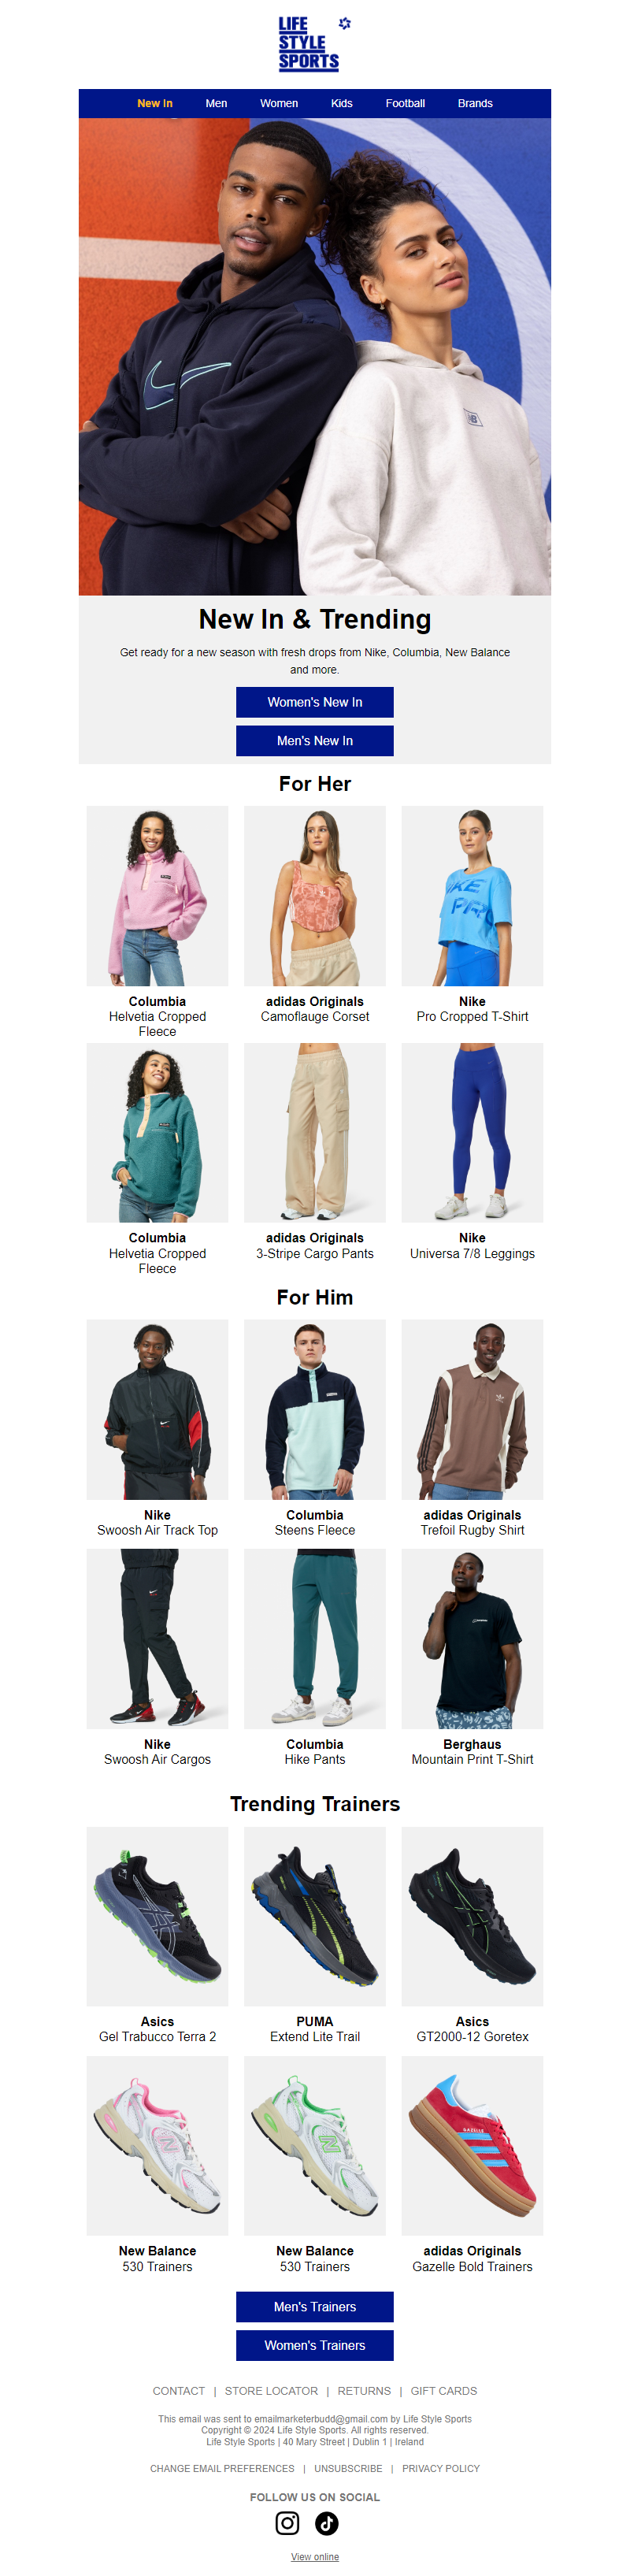 LIFE
STYLE
SPORTS
New In
Men
Women
Kids
Football
Brands
New In & Trending
Get ready for a new season with fresh drops from Nike, Columbia, New Balance
and more.
Women's New In
Men's New In
For Her
Columbia
Helvetia Cropped
Fleece
adidas Originals
Camoflauge Corset
Nike
Pro Cropped T-Shirt
Columbia
Helvetia Cropped
Fleece
adidas Originals
3-Stripe Cargo Pants
Nike
Universa 7/8 Leggings
For Him
Nike
Swoosh Air Track Top
Columbia
Steens Fleece
adidas Originals
Trefoil Rugby Shirt
Nike
Swoosh Air Cargos
Columbia
Hike Pants
Berghaus
Mountain Print T-Shirt
Trending Trainers
Asics
Gel Trabucco Terra 2
PUMA
Extend Lite Trail
Asics
GT2000-12 Goretex
GAZELLE
New Balance
530 Trainers
New Balance
530 Trainers
adidas Originals
Gazelle Bold Trainers
Men's Trainers
Women's Trainers
CONTACT | STORE LOCATOR | RETURNS | GIFT CARDS
This email was sent to emailmarketerbudd@gmail.com by Life Style Sports
Copyright © 2024 Life Style Sports. All rights reserved.
Life Style Sports | 40 Mary Street | Dublin 1 | Ireland
CHANGE EMAIL PREFERENCES | UNSUBSCRIBE | PRIVACY POLICY
FOLLOW US ON SOCIAL
View online